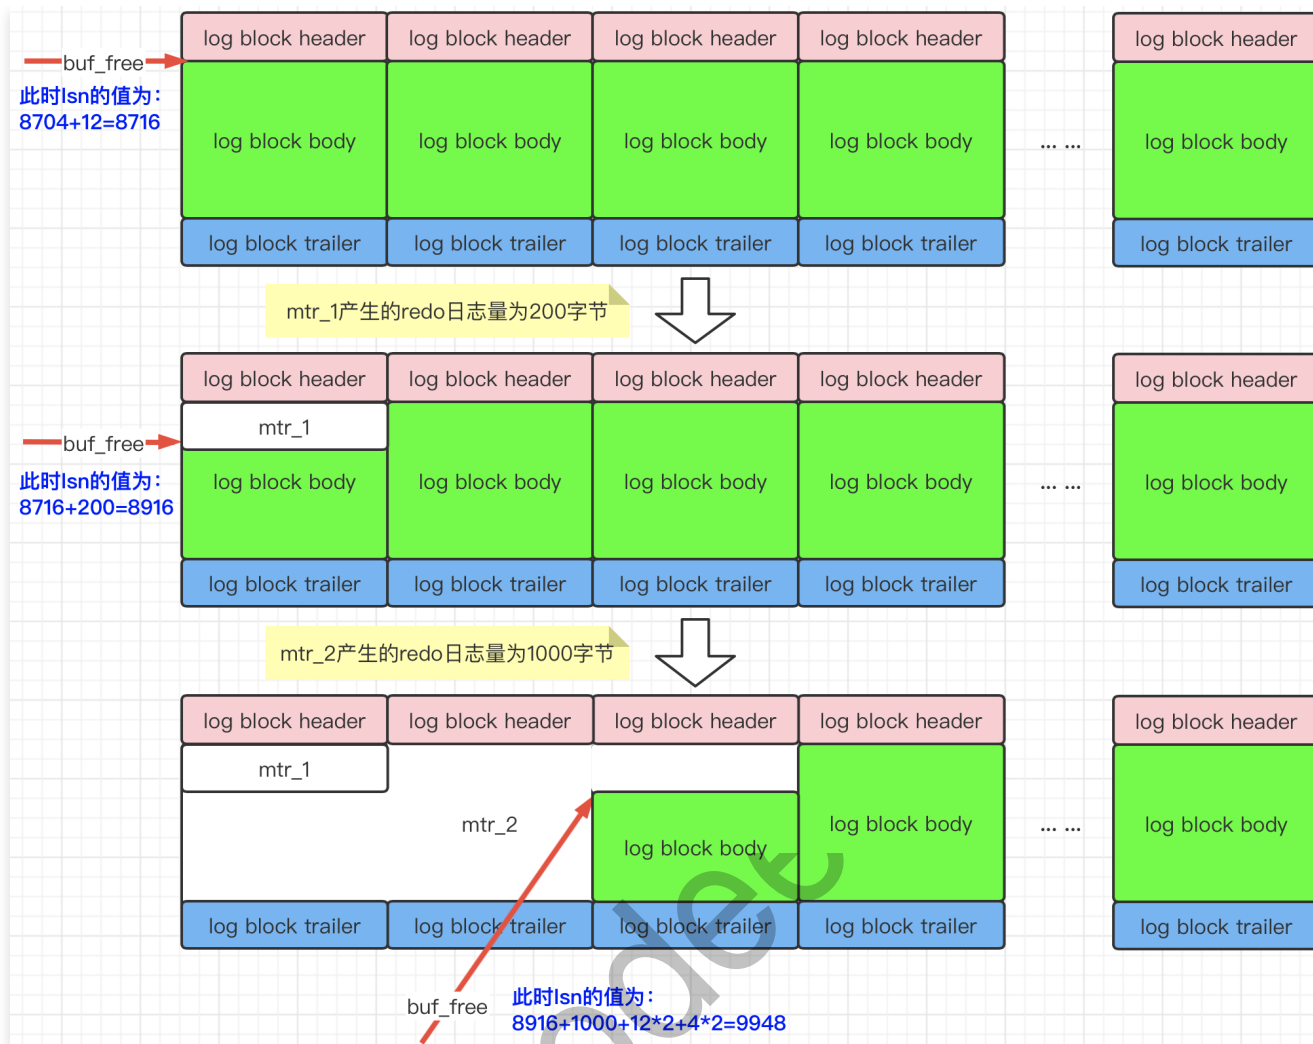 log block header log block header log block header log block header log block header
buf_free
此时lsn的值为:
8704+12=8716
log block body log block body log block body log block body ... ... log block body
log block trailer log block trailer log block trailer log block trailer log block trailer
mtr_1产生的redo日志量为200字节
log block header log block header log block header log block header log block header
mtr_1
buf_free
此时lsn的值为:
8716+200=8916
log block body log block body log block body log block body ... ... log block body
log block trailer log block trailer log block trailer log block trailer log block trailer
mtr_2产生的redo日志量为1000字节
log block header log block header log block header log block header log block header
mtr_1
mtr_2 log block body log block body ... ... log block body
log block trailer log block trailer log block trailer log block trailer log block trailer
buf_free
此时lsn的值为:
8916+1000+12*2+4*2=9948